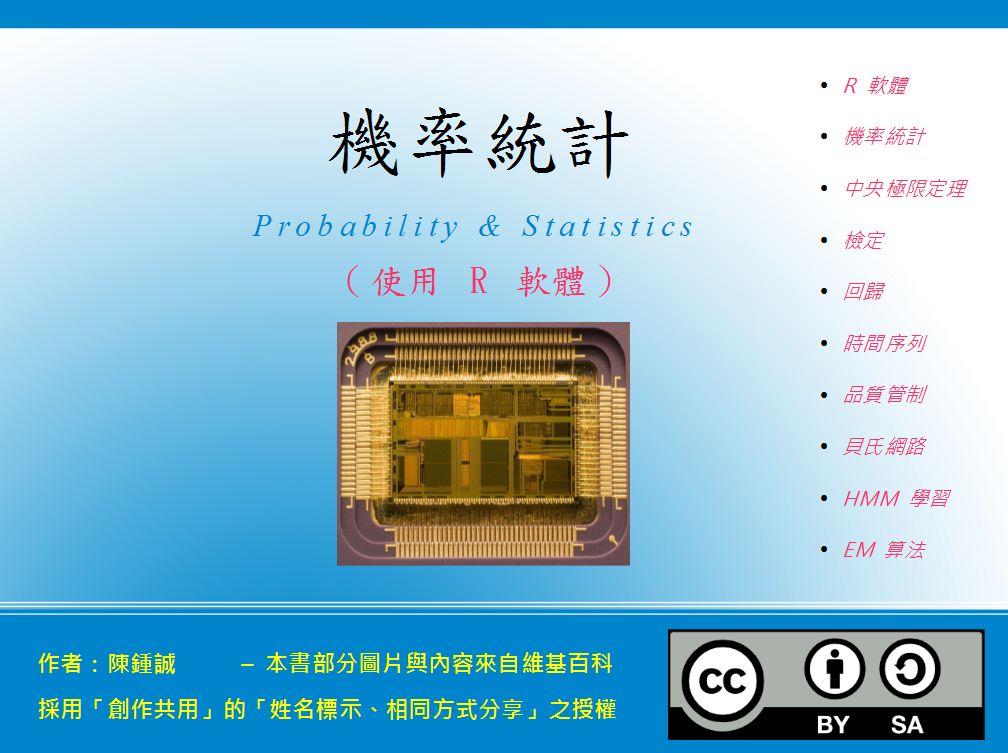 機率統計
Probability & Statistics
(使用 R 軟體)
2988
8
• R 軟體
• 機率統計
• 中央極限定理
• 檢定
• 回歸
• 時間序列
• 品質管制
• 貝氏網路
• HMM 學習
• EM 算法
作者：陳鍾誠 – 本書部分圖片與內容來自維基百科
採用「創作共用」的「姓名標示、相同方式分享」之授權
CC
BY SA